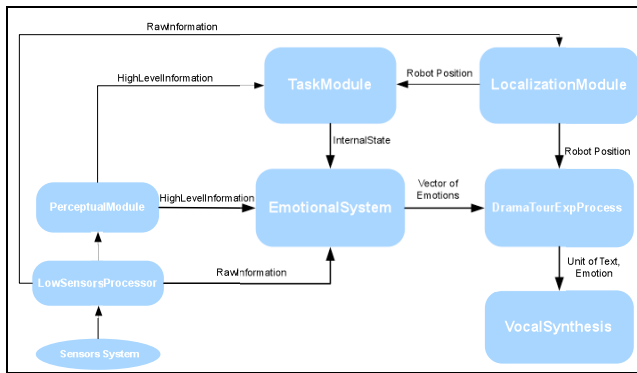 RawInformation
HighLevelInformation
TaskModule
Robot Position
LocalizationModule
InternalState
Robot Position
PerceptualModule
HighLevelInformation
EmotionalSystem
Vector of
Emotions
DramaTourExpProcess
LowSensorsProcessor
RawInformation
Unit of Text,
Emotion
VocalSynthesis
Sensors System